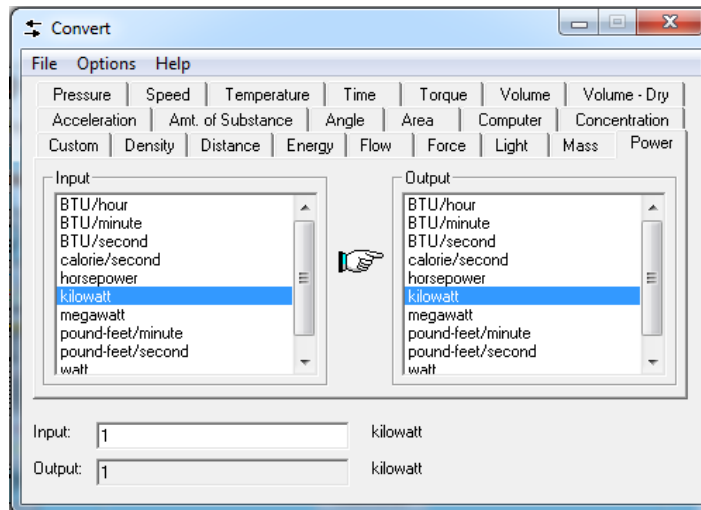 Convert
File Options Help
Pressure Speed Temperature Time Torque Volume Volume - Dry
Acceleration Amt. of Substance Angle Area Computer Concentration
Custom Density Distance Energy Flow Force Light Mass Power
Input
BTU/hour
BTU/minute
BTU/second
calorie/second
horsepower
kilowatt
megawatt
pound-feet/minute
pound-feet/second
watt
Output
BTU/hour
BTU/minute
BTU/second
calorie/second
horsepower
kilowatt
megawatt
pound-feet/minute
pound-feet/second
watt
Input: 1 kilowatt
Output: 1 kilowatt